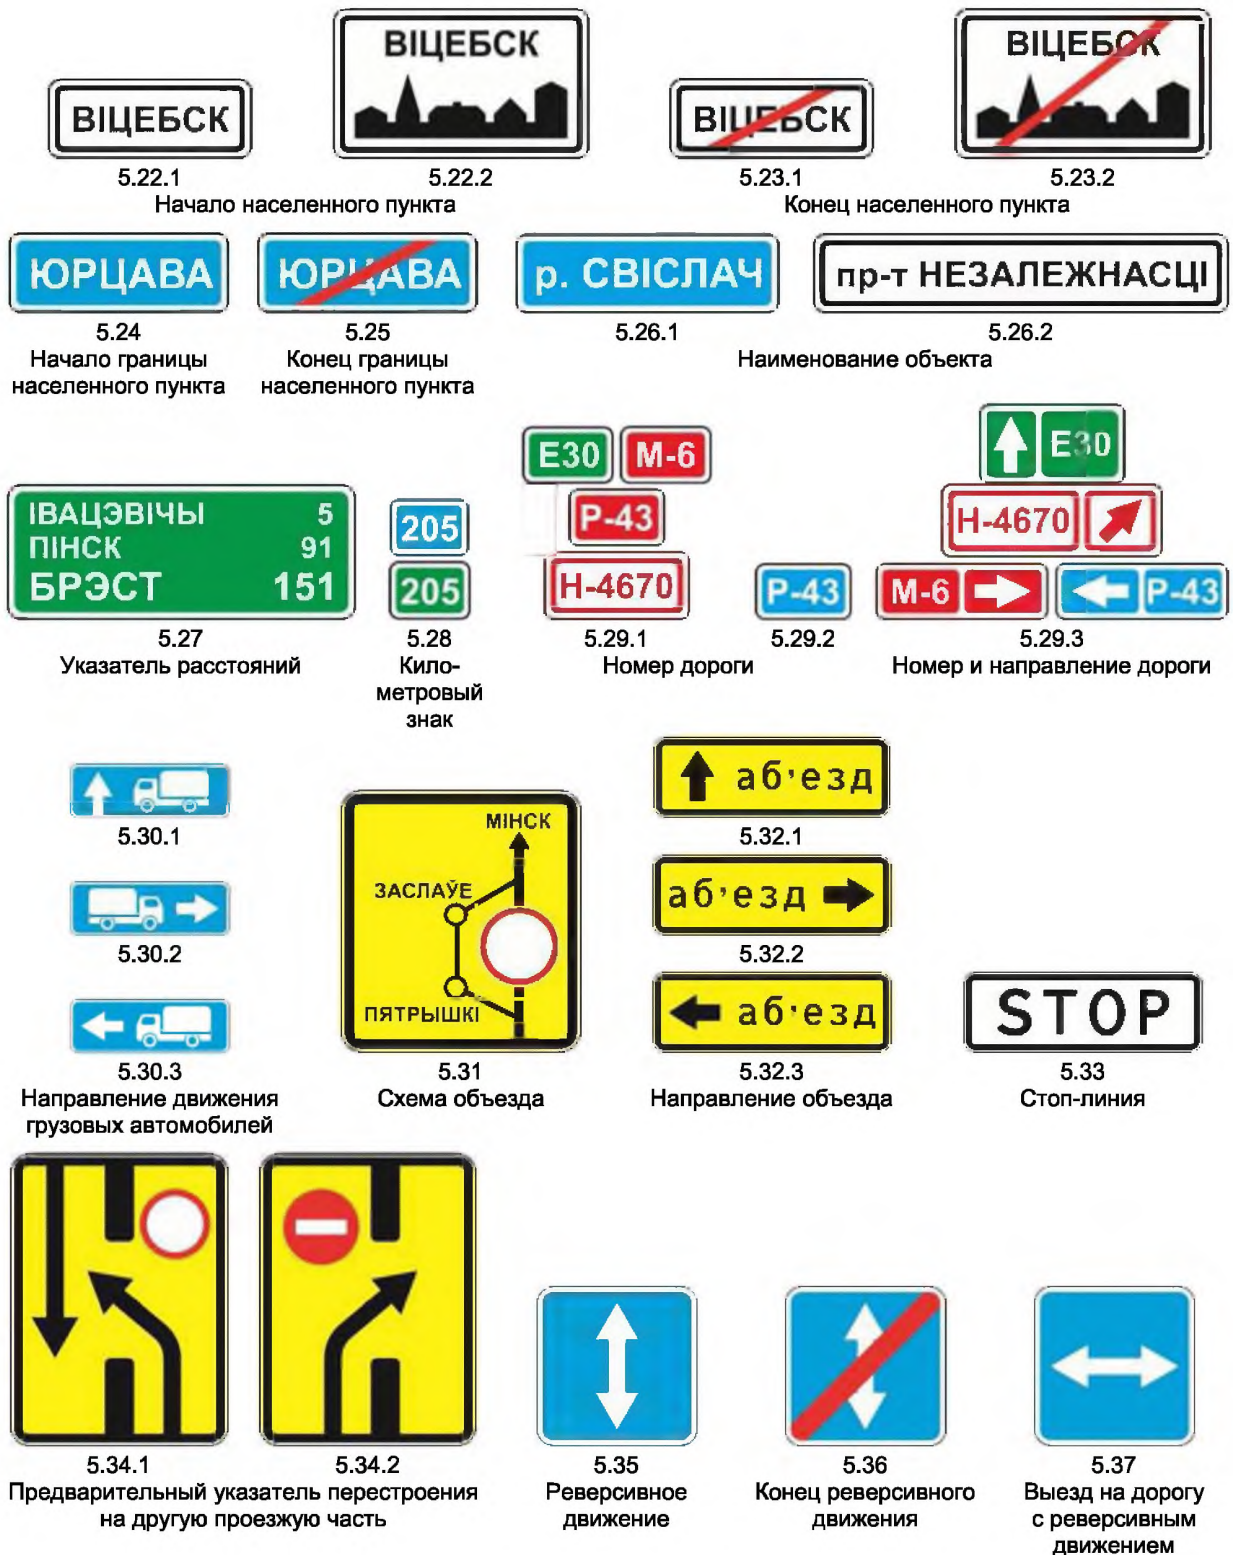 ВІЦЕБСК
5.22.1
ВІЦЕБСК
5.22.2
Начало населенного пункта
ВІЦЕБСК
5.23.1
ВІЦЕБСК
5.23.2
Конец населенного пункта
ЮРЦАВА
5.24
Начало границы
населенного пункта
ЮРЦАВА
5.25
Конец границы
населенного пункта
р. СВІСЛАЧ
5.26.1
пр-т НЕЗАЛЕЖНАСЦІ
5.26.2
Наименование объекта
ІВАЦЭВІЧЫ 5
ПІНСК 91
БРЭСТ 151
5.27
Указатель расстояний
205
205
5.28
Кило-
метровый
знак
E30 М-6
Р-43
Н-4670
5.29.1
Р-43
5.29.2
Номер дороги
E30
Н-4670
М-6 Р-43
5.29.3
Номер и направление дороги
5.30.1
5.30.2
5.30.3
Направление движения
грузовых автомобилей
МІНСК
ЗАСЛАЎЕ
ПЯТРЫШКІ
5.31
Схема объезда
аб'езд
5.32.1
аб'езд
5.32.2
аб'езд
5.32.3
Направление объезда
STOP
5.33
Стоп-линия
5.34.1
5.34.2
Предварительный указатель перестроения
на другую проезжую часть
5.35
Реверсивное
движение
5.36
Конец реверсивного
движения
5.37
Выезд на дорогу
с реверсивным
движением